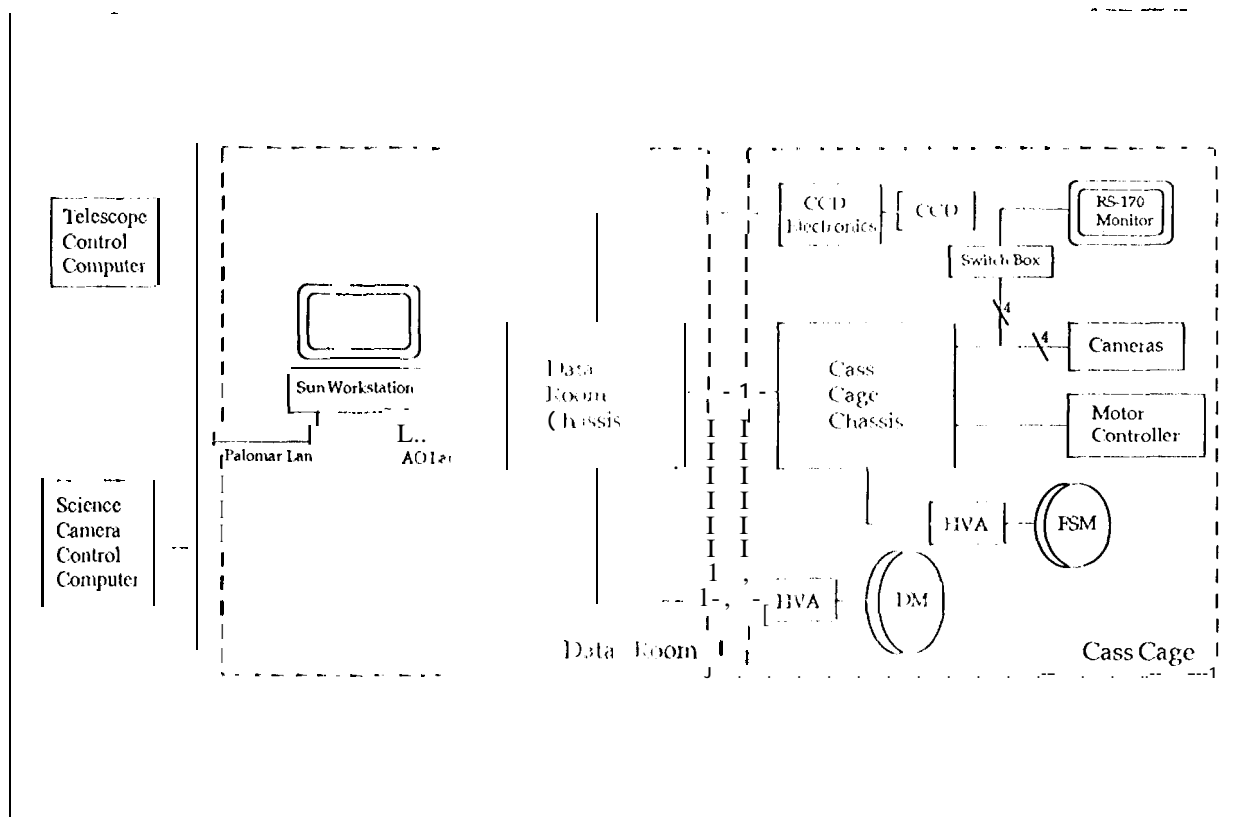 Telescope
Control
Computer
Sun Workstation
Palomar Lan
Science
Camera
Control
Computer
Data
Room
Chassis
Data Room
CCD
Electronics
CCD
RS-170
Monitor
Switch Box
4
4
Cameras
Cass
Cage
Chassis
Motor
Controller
HVA
FSM
HVA
DM
Cass Cage